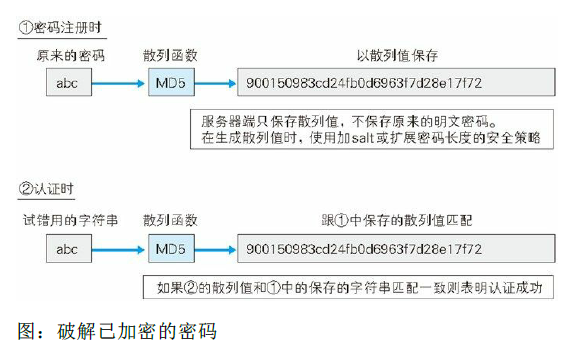 ①密码注册时
原来的密码
散列函数
以散列值保存
abc
MD5
900150983cd24fb0d6963f7d28e17f72
服务器端只保存散列值，不保存原来的明文密码。
在生成散列值时，使用加salt或扩展密码长度的安全策略
②认证时
试错用的字符串
散列函数
跟①中保存的散列值匹配
abc
MD5
900150983cd24fb0d6963f7d28e17f72
如果②的散列值和①中的保存的字符串匹配一致则表明认证成功
图：破解已加密的密码